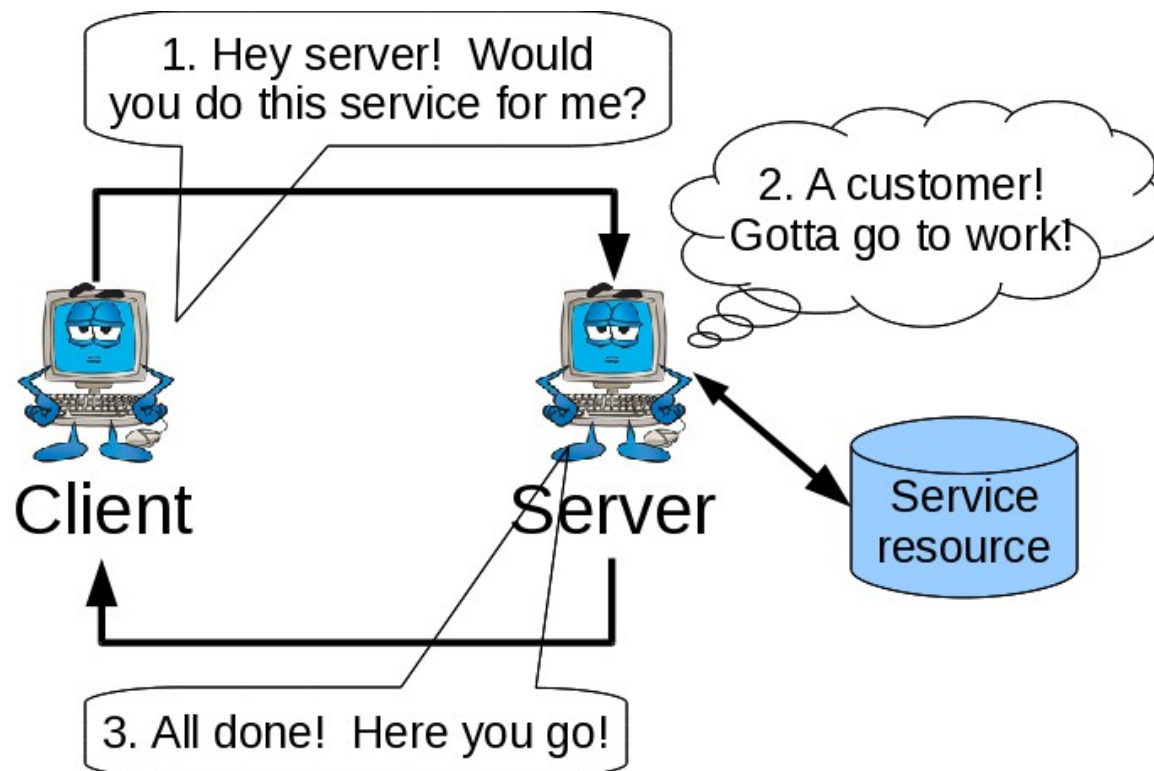 1. Hey server!  Would
you do this service for me?
2. A customer!
Gotta go to work!
Client
Server
Service
resource
3. All done!  Here you go!